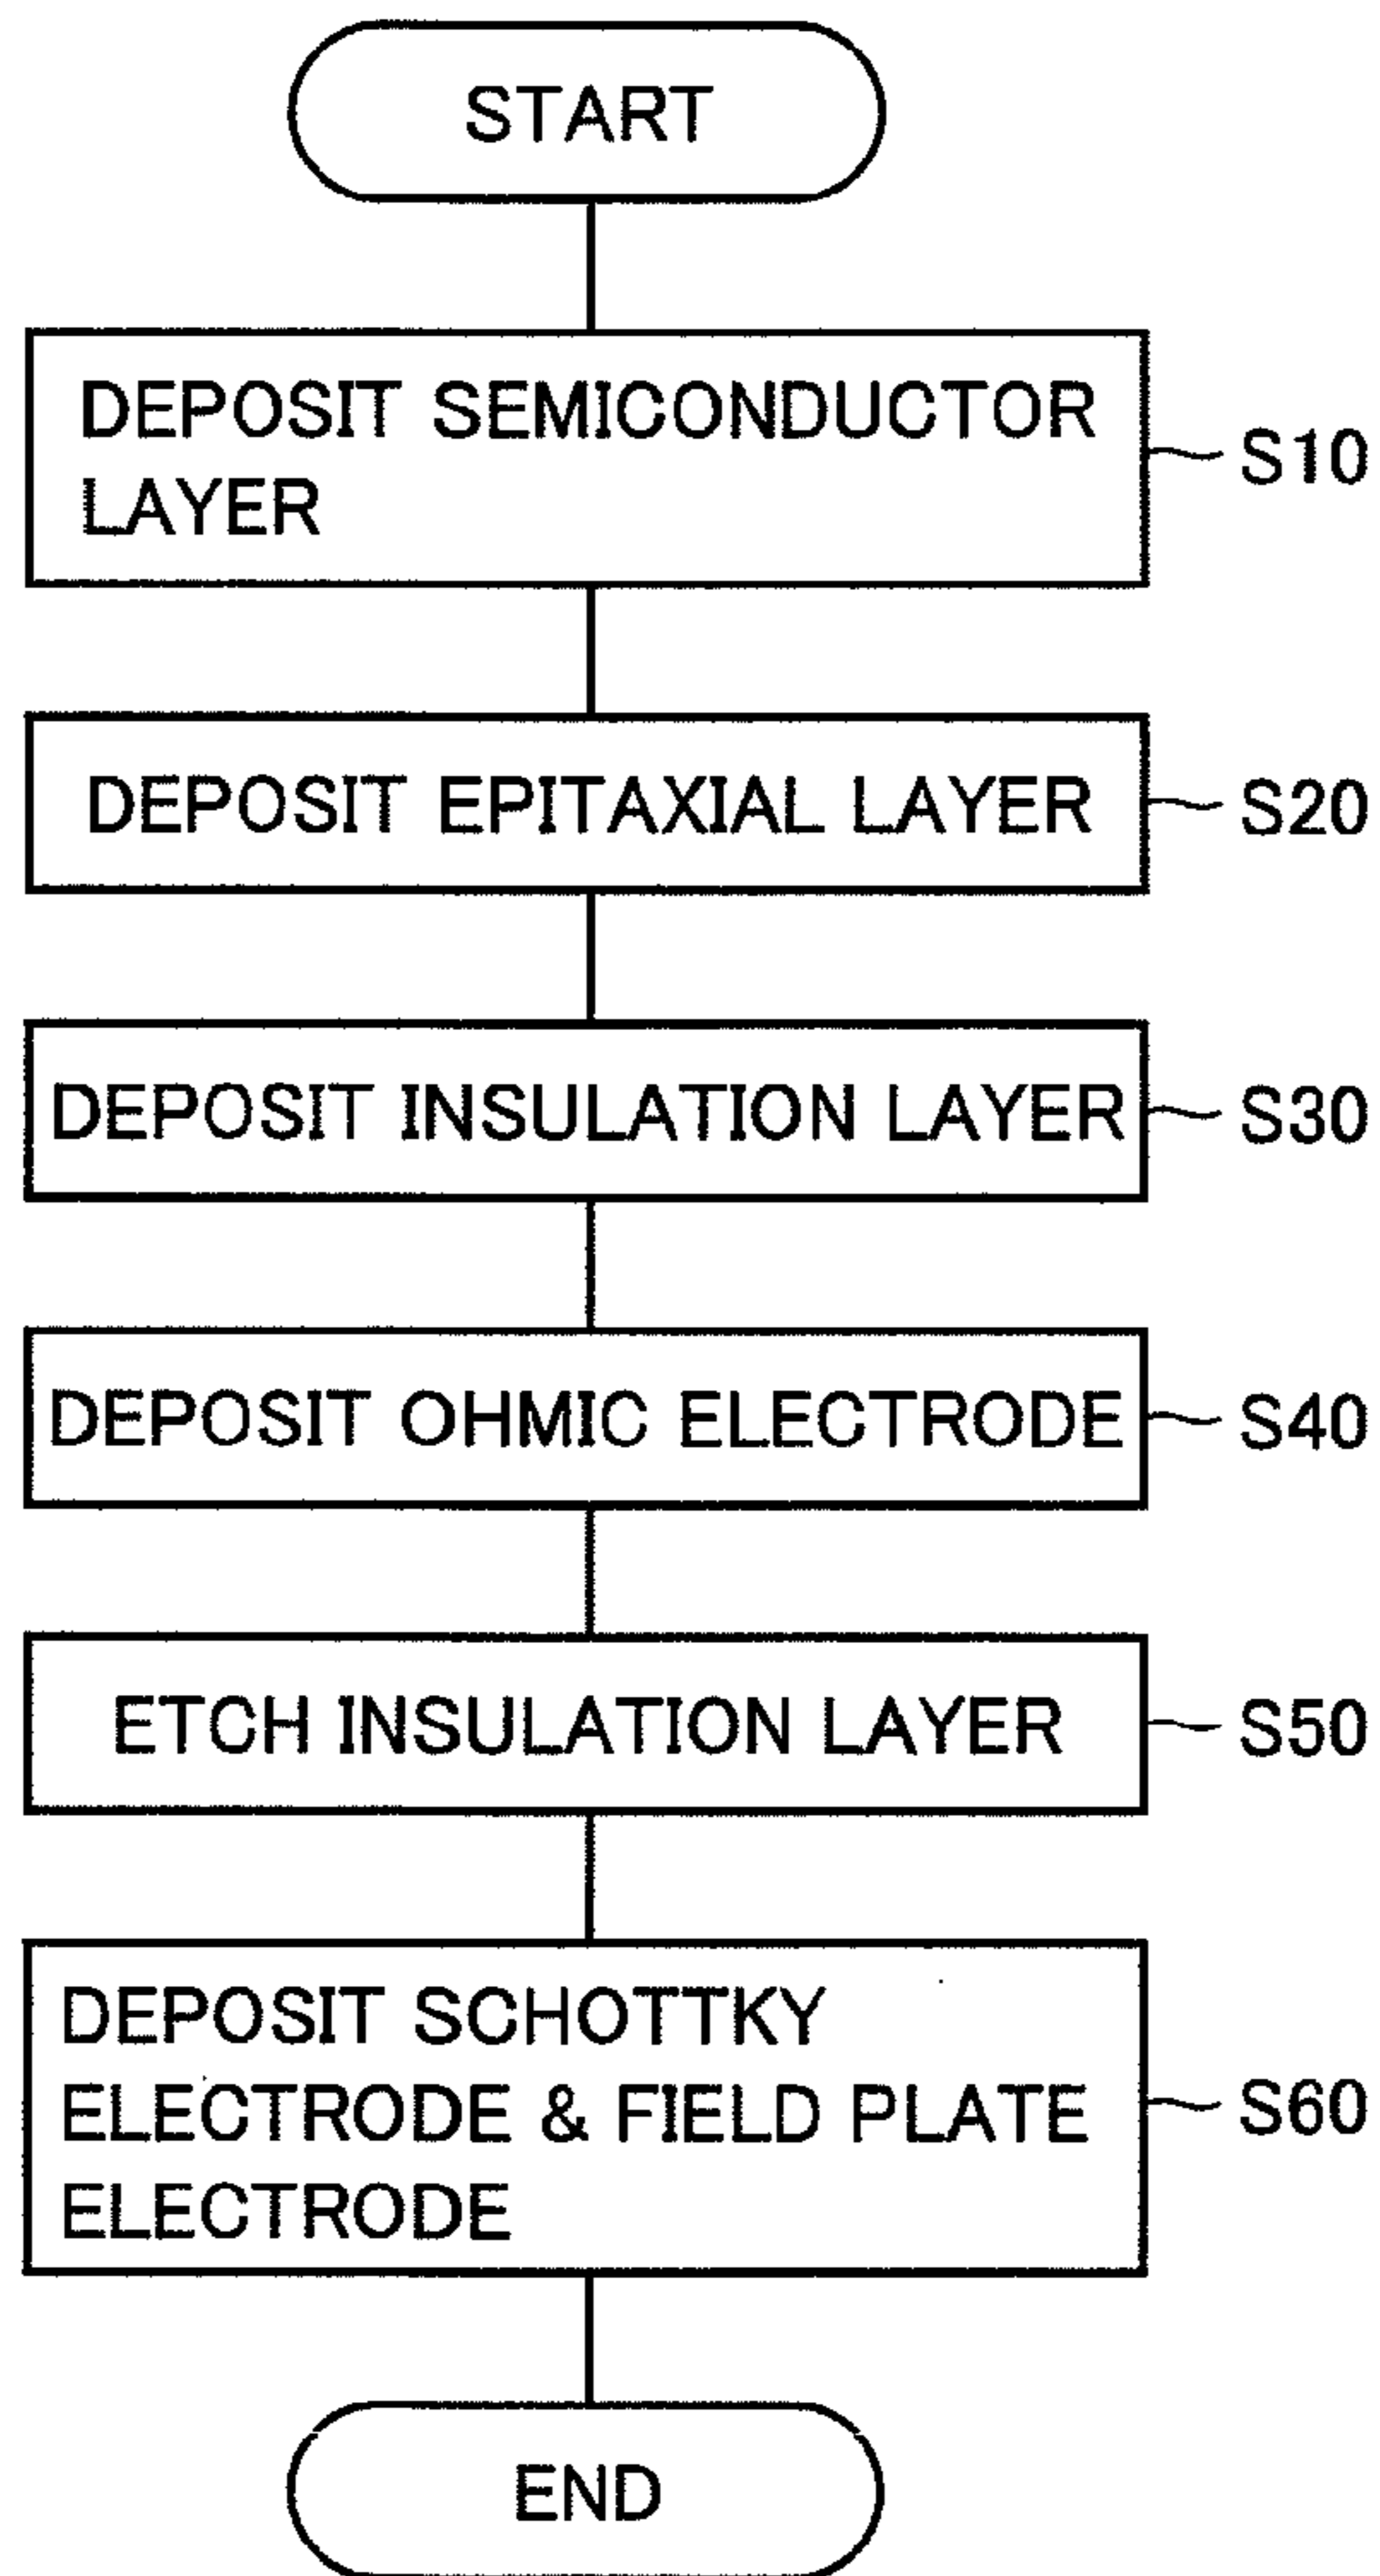 START
DEPOSIT SEMICONDUCTOR
LAYER
S10
DEPOSIT EPITAXIAL LAYER
S20
DEPOSIT INSULATION LAYER
S30
DEPOSIT OHMIC ELECTRODE
S40
ETCH INSULATION LAYER
S50
DEPOSIT SCHOTTKY
ELECTRODE & FIELD PLATE
ELECTRODE
S60
END